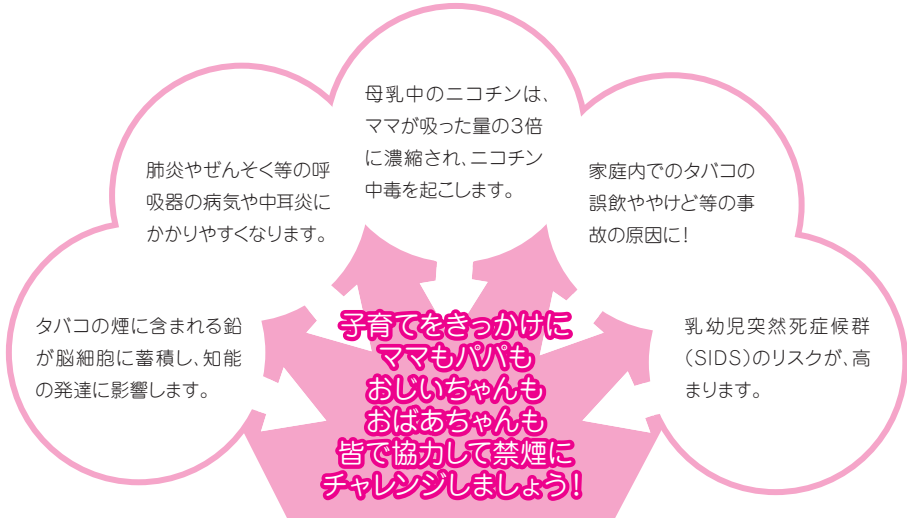 タバコの煙に含まれる鉛
が脳細胞に蓄積し、知能
の発達に影響します。
肺炎やぜんそく等の呼
吸器の病気や中耳炎に
かかりやすくなります。
母乳中のニコチンは、
ママが吸った量の3倍
に濃縮され、ニコチン
中毒を起こします。
家庭内でのタバコの
誤飲ややけど等の事
故の原因に!
乳幼児突然死症候群
(SIDS)のリスクが、高
まります。
子育てをきっかけに
ママもパパも
おじいちゃんも
おばあちゃんも
皆で協力して禁煙に
チャレンジしましょう!